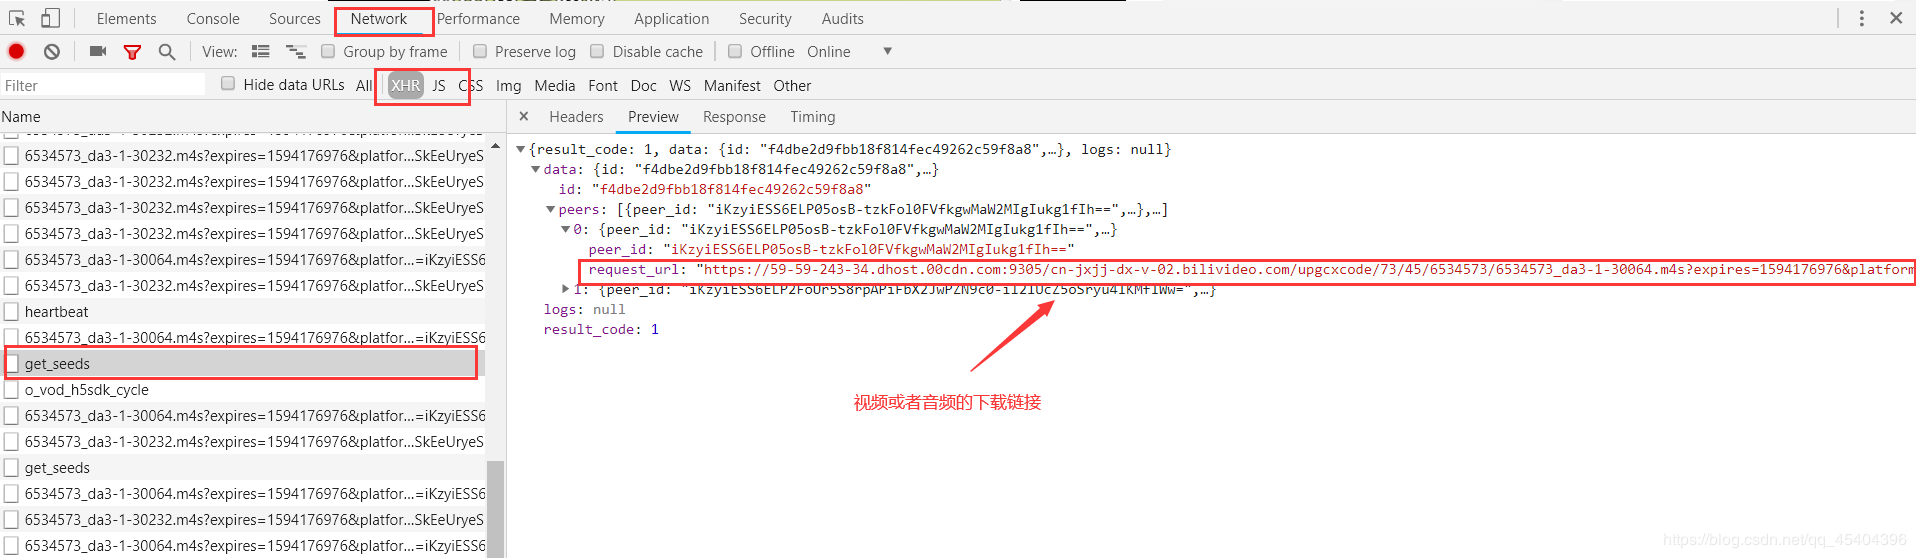 Elements Console Sources Network Performance Memory Application Security Audits
View: Group by frame Preserve log Disable cache Offline Online
Filter Hide data URLs All XHR JS CSS Img Media Font Doc WS Manifest Other
Name
6534573_da3-1-30232.m4s?expires=1594176976&platfor...SkEeUryeS
6534573_da3-1-30232.m4s?expires=1594176976&platfor...SkEeUryeS
6534573_da3-1-30232.m4s?expires=1594176976&platfor...SkEeUryeS
6534573_da3-1-30232.m4s?expires=1594176976&platfor...SkEeUryeS
6534573_da3-1-30232.m4s?expires=1594176976&platfor...SkEeUryeS
6534573_da3-1-30064.m4s?expires=1594176976&platfor...=iKzyiESS6
6534573_da3-1-30232.m4s?expires=1594176976&platfor...SkEeUryeS
heartbeat
6534573_da3-1-30064.m4s?expires=1594176976&platfor...=iKzyiESS6
get_seeds
o_vod_h5sdk_cycle
6534573_da3-1-30064.m4s?expires=1594176976&platfor...=iKzyiESS6
6534573_da3-1-30232.m4s?expires=1594176976&platfor...SkEeUryeS
get_seeds
6534573_da3-1-30064.m4s?expires=1594176976&platfor...=iKzyiESS6
6534573_da3-1-30232.m4s?expires=1594176976&platfor...SkEeUryeS
6534573_da3-1-30064.m4s?expires=1594176976&platfor...=iKzyiESS6
Headers Preview Response Timing
{result_code: 1, data: {id: "f4dbe2d9fbb18f814fec49262c59f8a8",…}, logs: null}
data: {id: "f4dbe2d9fbb18f814fec49262c59f8a8",…}
id: "f4dbe2d9fbb18f814fec49262c59f8a8"
peers: [{peer_id: "iKzyiESS6ELP05osB-tzkFol0FVfkgwMaW2MIgIukg1fIh==",…},…]
0: {peer_id: "iKzyiESS6ELP05osB-tzkFol0FVfkgwMaW2MIgIukg1fIh==",…}
peer_id: "iKzyiESS6ELP05osB-tzkFol0FVfkgwMaW2MIgIukg1fIh=="
request_url: "https://59-59-243-34.dhost.00cdn.com:9305/cn-jxjj-dx-v-02.bilivideo.com/upgcxcode/73/45/6534573/6534573_da3-1-30064.m4s?expires=1594176976&platform
1: {peer_id:
logs: null
result_code: 1
视频或者音频的下载链接
https://blog.csdn.net/qq_45404396